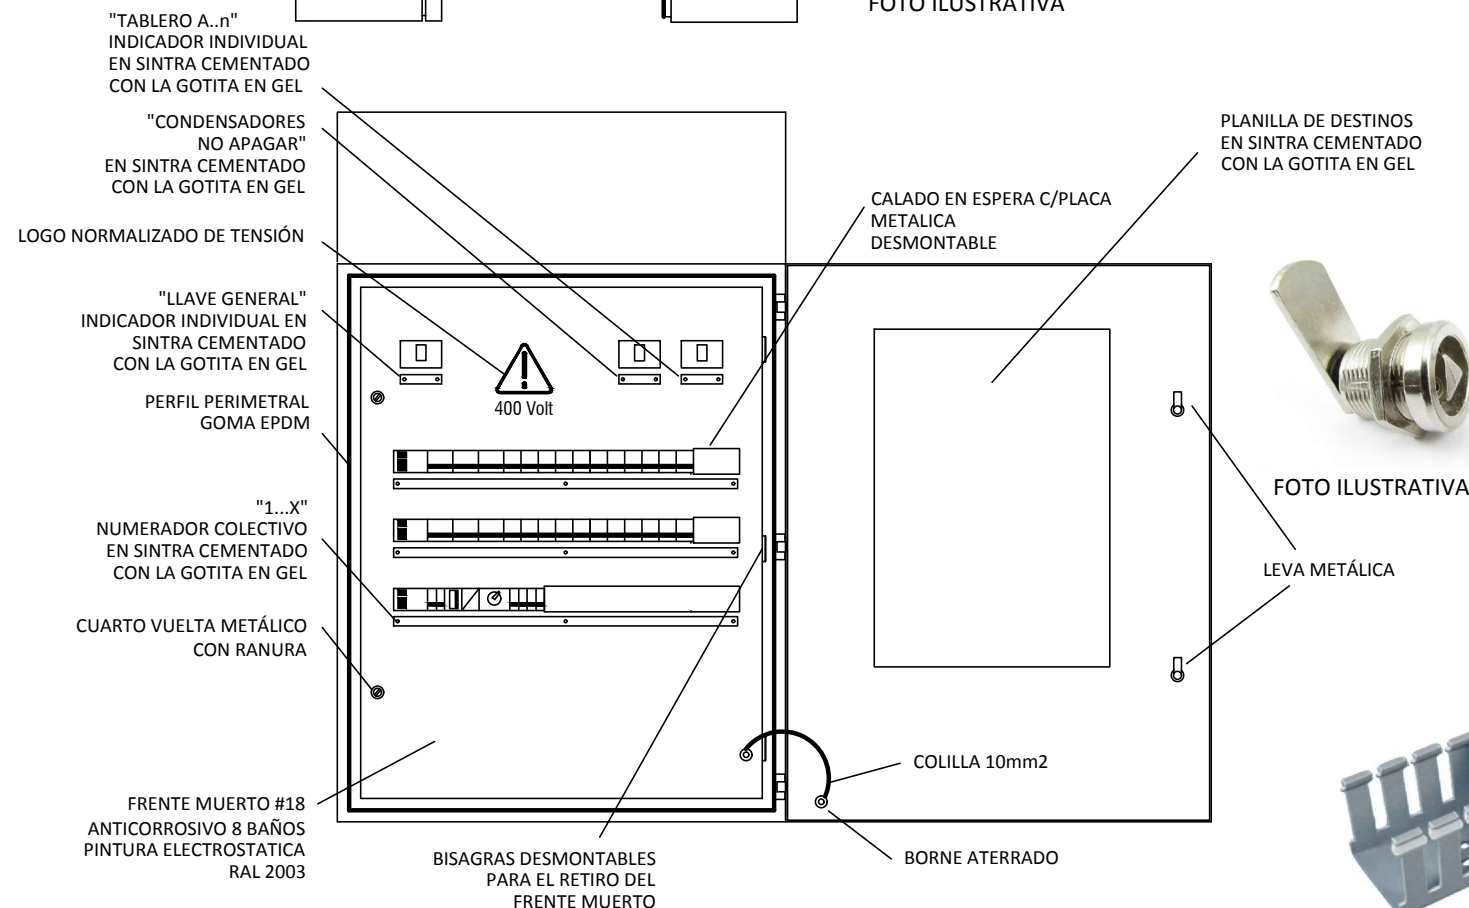 FOTO ILUSTRATIVA
"TABLERO A..n"
INDICADOR INDIVIDUAL
EN SINTRA CEMENTADO
CON LA GOTITA EN GEL
"CONDENSADORES
NO APAGAR"
EN SINTRA CEMENTADO
CON LA GOTITA EN GEL
LOGO NORMALIZADO DE TENSIÓN
"LLAVE GENERAL"
INDICADOR INDIVIDUAL EN
SINTRA CEMENTADO
CON LA GOTITA EN GEL
PERFIL PERIMETRAL
GOMA EPDM
"1...X"
NUMERADOR COLECTIVO
EN SINTRA CEMENTADO
CON LA GOTITA EN GEL
CUARTO VUELTA METÁLICO
CON RANURA
FRENTE MUERTO #18
ANTICORROSIVO 8 BAÑOS
PINTURA ELECTROSTATICA
RAL 2003
400 Volt
CALADO EN ESPERA C/PLACA
METALICA
DESMONTABLE
PLANILLA DE DESTINOS
EN SINTRA CEMENTADO
CON LA GOTITA EN GEL
FOTO ILUSTRATIVA
LEVA METÁLICA
COLILLA 10mm2
BORNE ATERRADO
BISAGRAS DESMONTABLES
PARA EL RETIRO DEL
FRENTE MUERTO